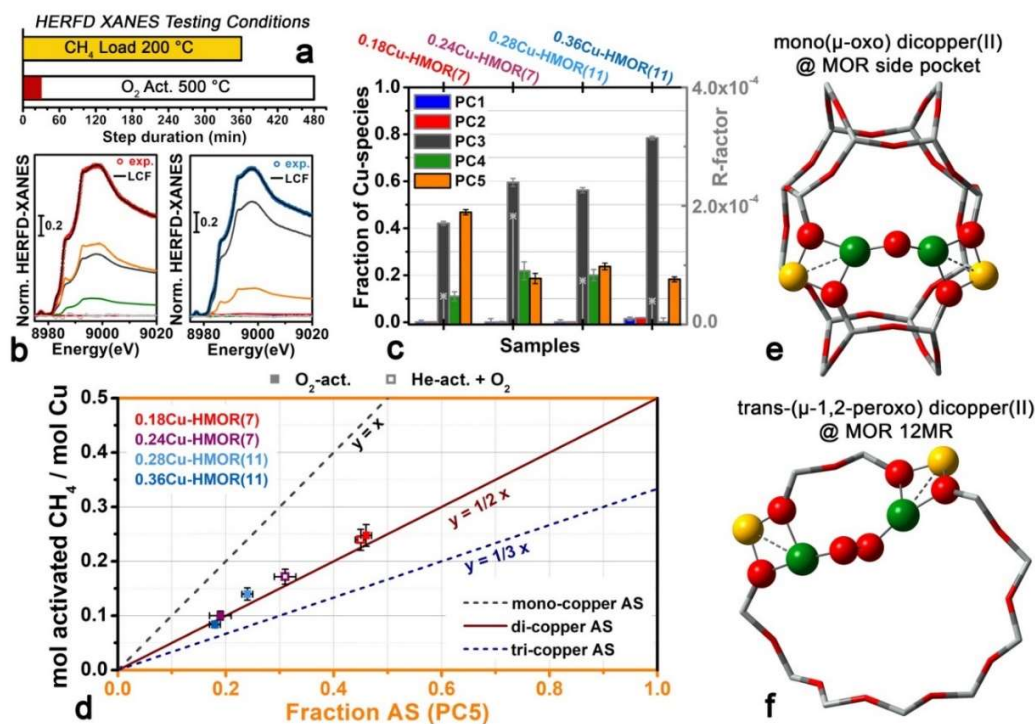 HERFD XANES Testing Conditions
CH4 Load 200 °C
a
O2 Act. 500 °C
0 60 120 180 240 300 360 420 480
Step duration (min)
Norm. HERFD-XANES
exp.
LCF
0.2
8980 9000 9020
Energy(eV)
b
Norm. HERFD-XANES
exp.
LCF
0.2
8980 9000 9020
Energy(eV)
0.18Cu-HMOR(7)
0.24Cu-HMOR(7)
0.28Cu-HMOR(11)
0.36Cu-HMOR(11)
Fraction of Cu-species
1.0
0.8
0.6
0.4
0.2
0.0
PC1
PC2
PC3
PC4
PC5
4.0x10-4
2.0x10-4
0.0
R-factor
c
Samples
mono(μ-oxo) dicopper(II)
@ MOR side pocket
e
O2-act.
He-act. + O2
mol activated CH4 / mol Cu
0.5
0.4
0.3
0.2
0.1
0.0
0.18Cu-HMOR(7)
0.24Cu-HMOR(7)
0.28Cu-HMOR(11)
0.36Cu-HMOR(11)
y = x
y = 1/2 x
y = 1/3 x
mono-copper AS
di-copper AS
tri-copper AS
0.0 0.2 0.4 0.6 0.8 1.0
d
Fraction AS (PC5)
trans-(μ-1,2-peroxo) dicopper(II)
@ MOR 12MR
f